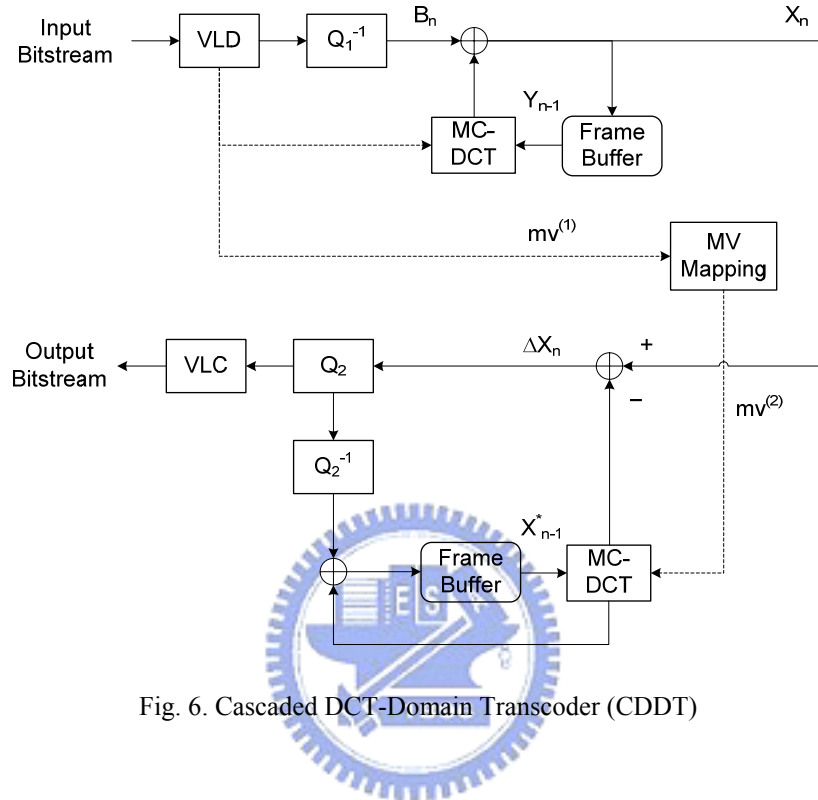 Input
Bitstream
VLD
Q₁⁻¹
Bₙ
Xₙ
Yₙ₋₁
MC-
DCT
Frame
Buffer
mv⁽¹⁾
MV
Mapping
Output
Bitstream
VLC
Q₂
ΔXₙ
+
−
mv⁽²⁾
Q₂⁻¹
X*ₙ₋₁
Frame
Buffer
MC-
DCT
ES
Fig. 6. Cascaded DCT-Domain Transcoder (CDDT)